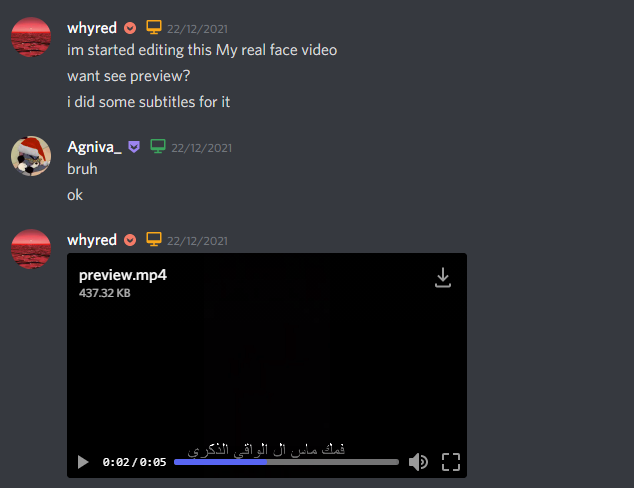 whyred 22/12/2021
im started editing this My real face video
want see preview?
i did some subtitles for it
Agniva_ 22/12/2021
bruh
ok
whyred 22/12/2021
preview.mp4
437.32 KB
فمك ماس ال الواقي الذكري
0:02/0:05